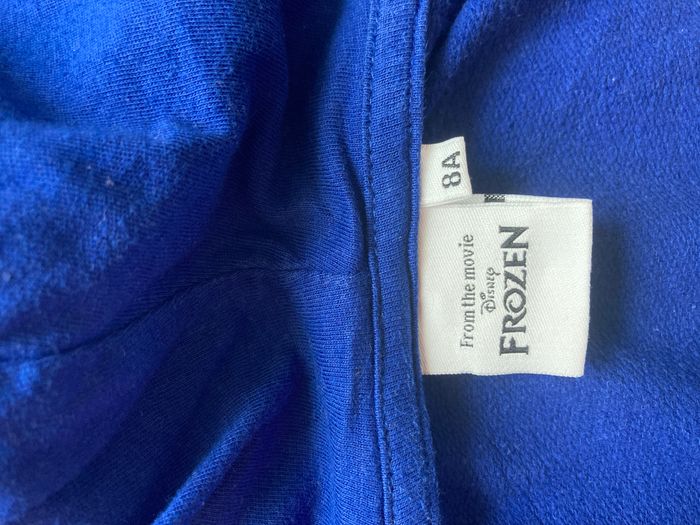 8A
From the movie
Disney
FROZEN